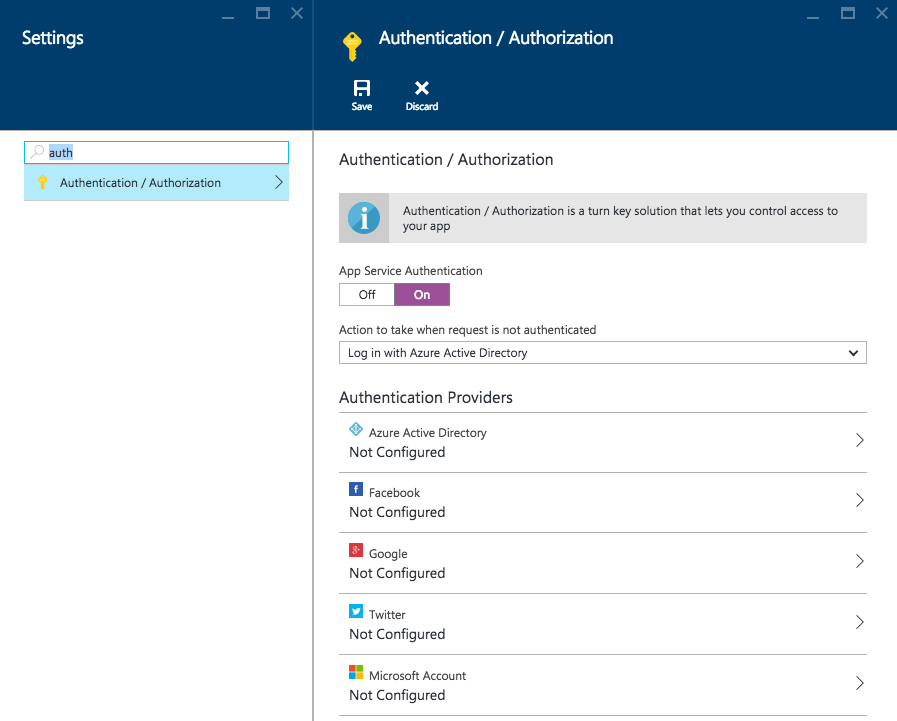 Settings
auth
Authentication / Authorization
Authentication / Authorization
Save
Discard
Authentication / Authorization
Authentication / Authorization is a turn key solution that lets you control access to
your app
App Service Authentication
Off
On
Action to take when request is not authenticated
Log in with Azure Active Directory
Authentication Providers
Azure Active Directory
Not Configured
Facebook
Not Configured
Google
Not Configured
Twitter
Not Configured
Microsoft Account
Not Configured